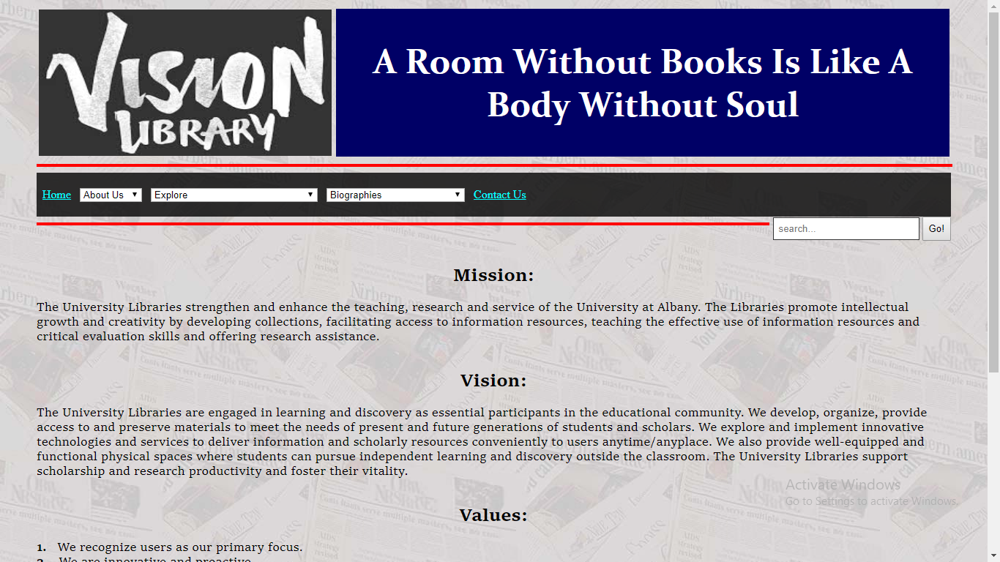 VISION
LIBRARY
A Room Without Books Is Like A
Body Without Soul
Home About Us Explore Biographies Contact Us
search... Go!
Mission:
The University Libraries strengthen and enhance the teaching, research and service of the University at Albany. The Libraries promote intellectual
growth and creativity by developing collections, facilitating access to information resources, teaching the effective use of information resources and
critical evaluation skills and offering research assistance.
Vision:
The University Libraries are engaged in learning and discovery as essential participants in the educational community. We develop, organize, provide
access to and preserve materials to meet the needs of present and future generations of students and scholars. We explore and implement innovative
technologies and services to deliver information and scholarly resources conveniently to users anytime/anyplace. We also provide well-equipped and
functional physical spaces where students can pursue independent learning and discovery outside the classroom. The University Libraries support
scholarship and research productivity and foster their vitality.
Activate Windows
Go to Settings to activate Windows.
Values:
1. We recognize users as our primary focus.
2. We are innovative and proactive